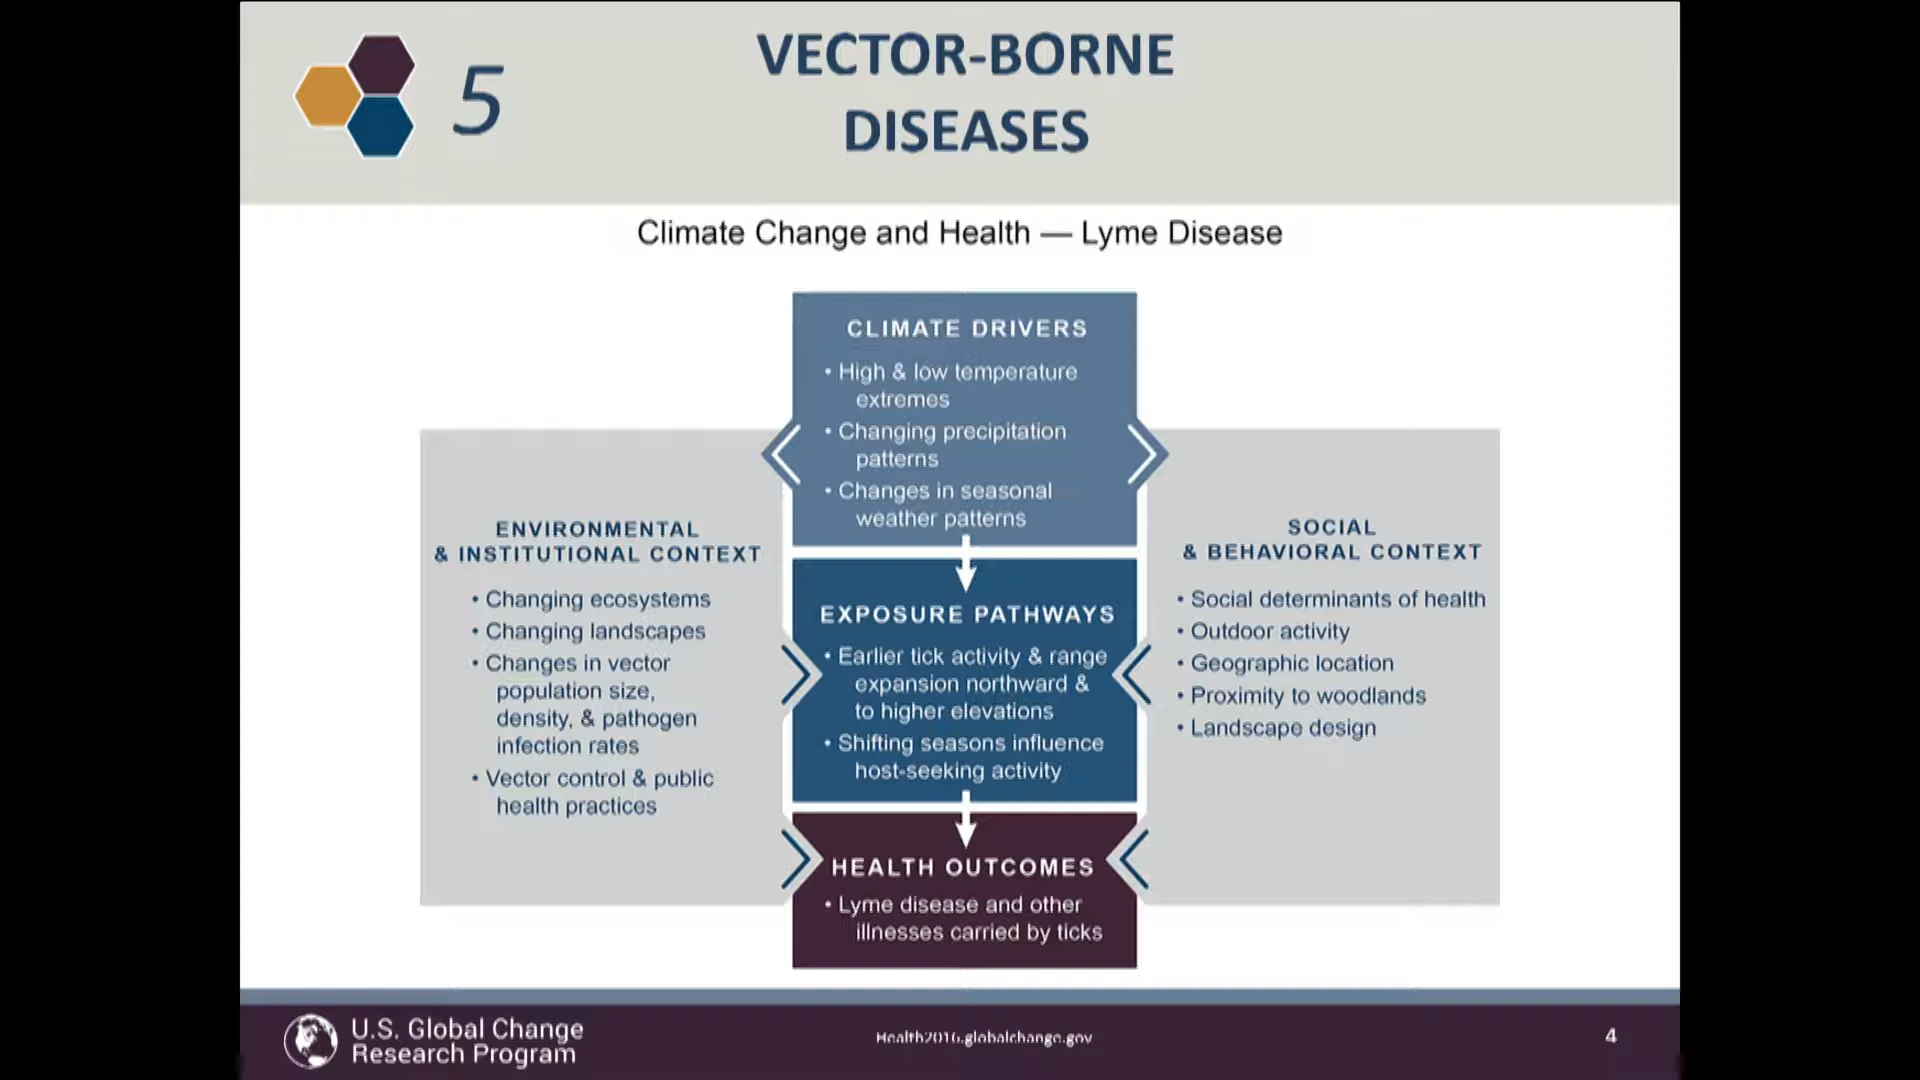 5
VECTOR-BORNE
DISEASES
Climate Change and Health — Lyme Disease
CLIMATE DRIVERS
• High & low temperature
extremes
• Changing precipitation
patterns
• Changes in seasonal
weather patterns
ENVIRONMENTAL
& INSTITUTIONAL CONTEXT
• Changing ecosystems
• Changing landscapes
• Changes in vector
population size,
density, & pathogen
infection rates
• Vector control & public
health practices
EXPOSURE PATHWAYS
• Earlier tick activity & range
expansion northward &
to higher elevations
• Shifting seasons influence
host-seeking activity
SOCIAL
& BEHAVIORAL CONTEXT
• Social determinants of health
• Outdoor activity
• Geographic location
• Proximity to woodlands
• Landscape design
HEALTH OUTCOMES
• Lyme disease and other
illnesses carried by ticks
U.S. Global Change
Research Program
Health2016.globalchange.gov
4